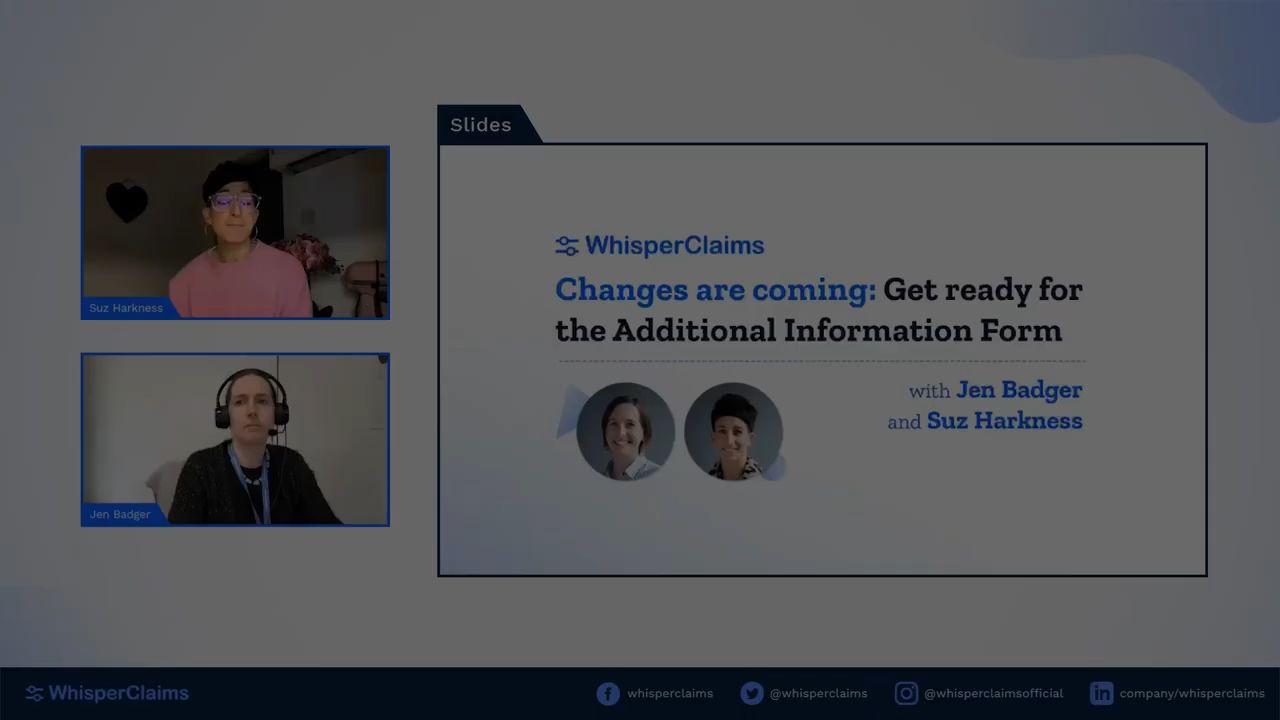 Slides
Suz Harkness
Jen Badger
WhisperClaims
Changes are coming: Get ready for
the Additional Information Form
with Jen Badger
and Suz Harkness
WhisperClaims
whisperclaims
@whisperclaims
@whisperclaimsofficial
company/whisperclaims